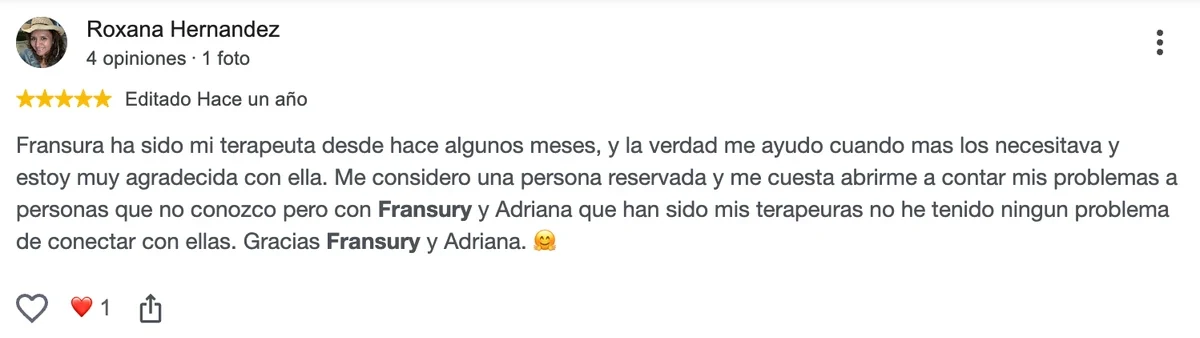 Roxana Hernandez
4 opiniones · 1 foto
Editado Hace un año
Fransura ha sido mi terapeuta desde hace algunos meses, y la verdad me ayudo cuando mas los necesitava y
estoy muy agradecida con ella. Me considero una persona reservada y me cuesta abrirme a contar mis problemas a
personas que no conozco pero con Fransury y Adriana que han sido mis terapeuras no he tenido ningun problema
de conectar con ellas. Gracias Fransury y Adriana. 🤗
❤️ 1